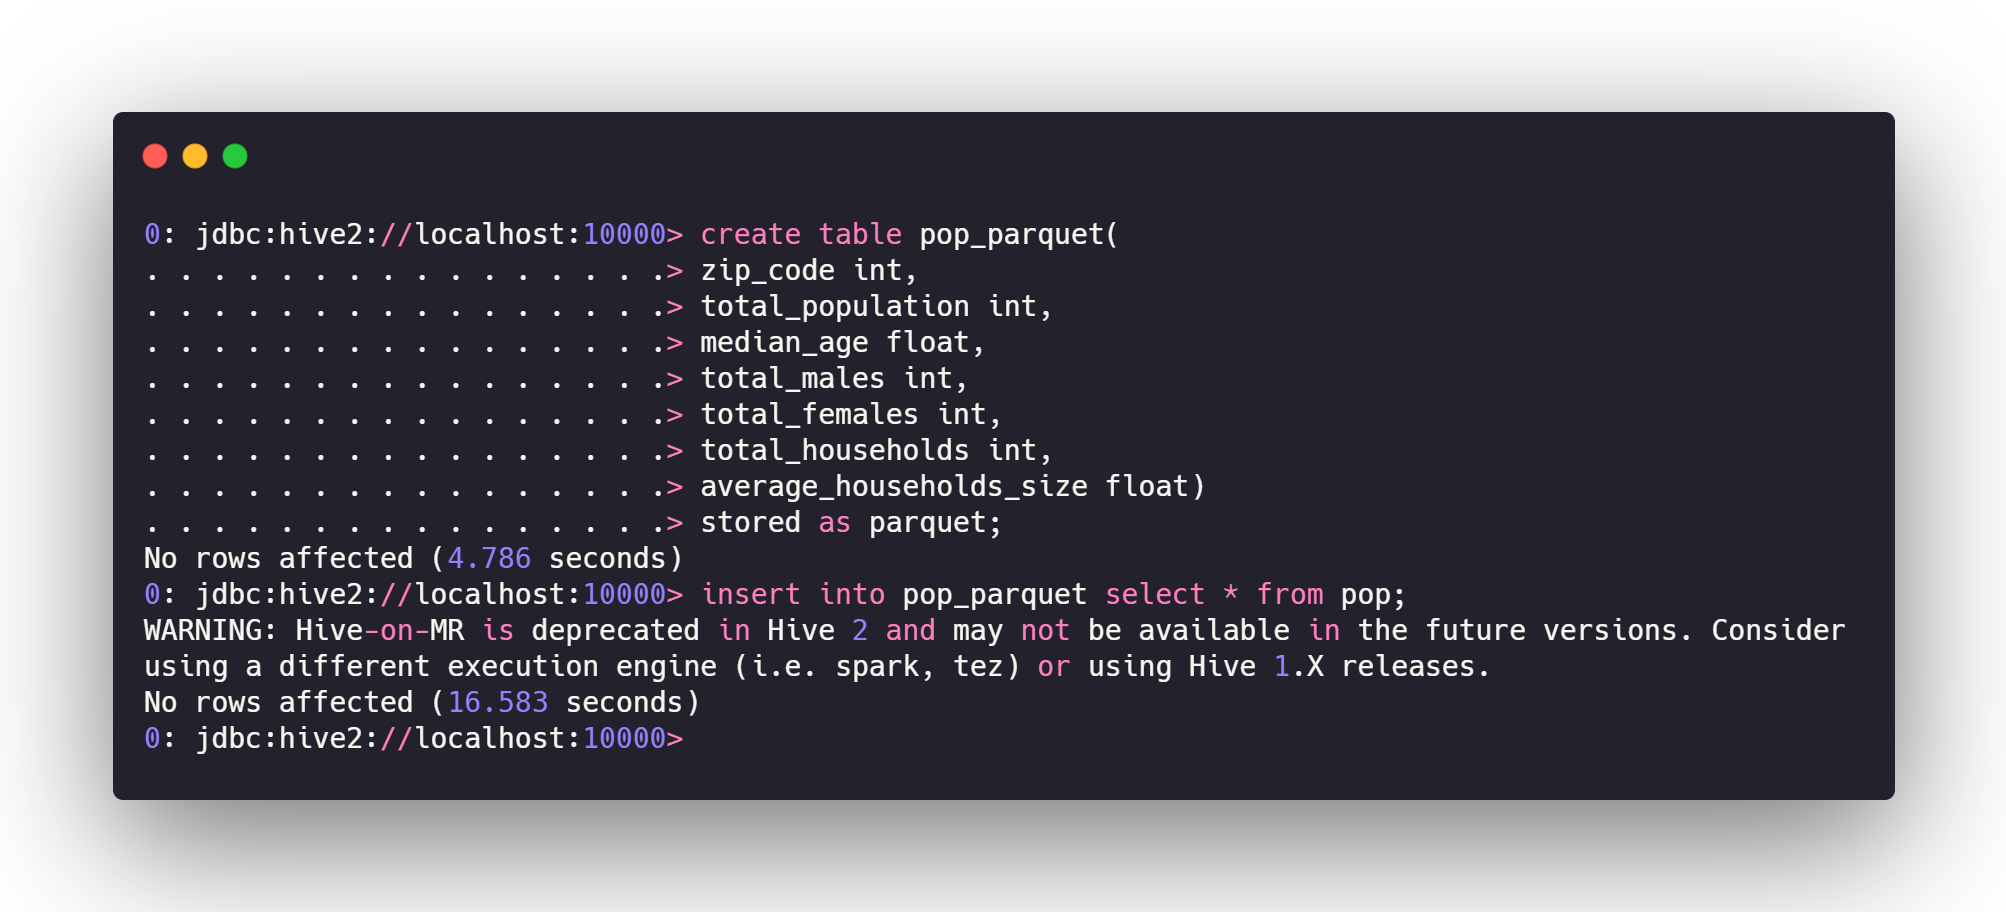 0: jdbc:hive2://localhost:10000> create table pop_parquet(
. . . . . . . . . . . . . . . .> zip_code int,
. . . . . . . . . . . . . . . .> total_population int,
. . . . . . . . . . . . . . . .> median_age float,
. . . . . . . . . . . . . . . .> total_males int,
. . . . . . . . . . . . . . . .> total_females int,
. . . . . . . . . . . . . . . .> total_households int,
. . . . . . . . . . . . . . . .> average_households_size float)
. . . . . . . . . . . . . . . .> stored as parquet;
No rows affected (4.786 seconds)
0: jdbc:hive2://localhost:10000> insert into pop_parquet select * from pop;
WARNING: Hive-on-MR is deprecated in Hive 2 and may not be available in the future versions. Consider
using a different execution engine (i.e. spark, tez) or using Hive 1.X releases.
No rows affected (16.583 seconds)
0: jdbc:hive2://localhost:10000>